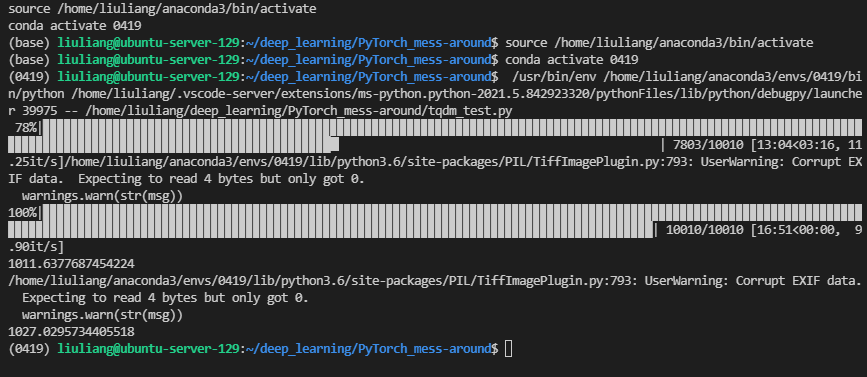 source /home/liuliang/anaconda3/bin/activate
conda activate 0419
(base) liuliang@ubuntu-server-129:~/deep_learning/PyTorch_mess-around$ source /home/liuliang/anaconda3/bin/activate
(base) liuliang@ubuntu-server-129:~/deep_learning/PyTorch_mess-around$ conda activate 0419
(0419) liuliang@ubuntu-server-129:~/deep_learning/PyTorch_mess-around$  /usr/bin/env /home/liuliang/anaconda3/envs/0419/bi
n/python /home/liuliang/.vscode-server/extensions/ms-python.python-2021.5.842923320/pythonFiles/lib/python/debugpy/launche
r 39975 -- /home/liuliang/deep_learning/PyTorch_mess-around/tqdm_test.py
78%|
| 7803/10010 [13:04<03:16, 11
.25it/s]/home/liuliang/anaconda3/envs/0419/lib/python3.6/site-packages/PIL/TiffImagePlugin.py:793: UserWarning: Corrupt EX
IF data.  Expecting to read 4 bytes but only got 0.
  warnings.warn(str(msg))
100%|
| 10010/10010 [16:51<00:00,  9
.90it/s]
1011.6377687454224
/home/liuliang/anaconda3/envs/0419/lib/python3.6/site-packages/PIL/TiffImagePlugin.py:793: UserWarning: Corrupt EXIF data.
  Expecting to read 4 bytes but only got 0.
  warnings.warn(str(msg))
1027.0295734405518
(0419) liuliang@ubuntu-server-129:~/deep_learning/PyTorch_mess-around$